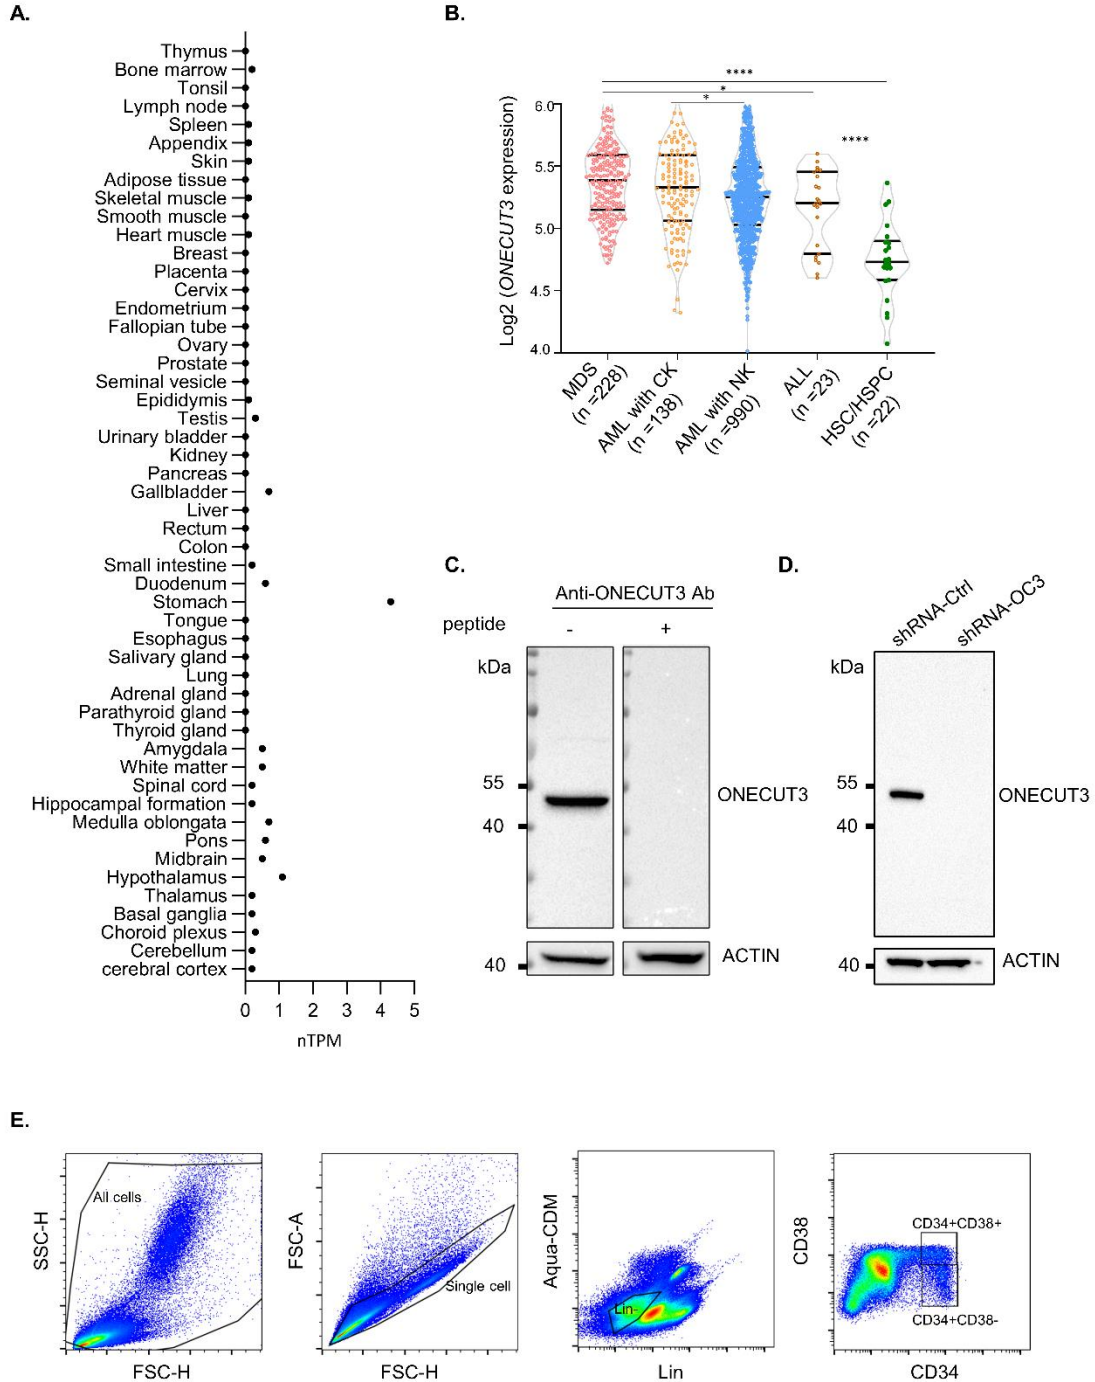 A.
Thymus
Bone marrow
Tonsil
Lymph node
Spleen
Appendix
Skin
Adipose tissue
Skeletal muscle
Smooth muscle
Heart muscle
Breast
Placenta
Cervix
Endometrium
Fallopian tube
Ovary
Prostate
Seminal vesicle
Epididymis
Testis
Urinary bladder
Kidney
Pancreas
Gallbladder
Liver
Rectum
Colon
Small intestine
Duodenum
Stomach
Tongue
Esophagus
Salivary gland
Lung
Adrenal gland
Parathyroid gland
Thyroid gland
Amygdala
White matter
Spinal cord
Hippocampal formation
Medulla oblongata
Pons
Midbrain
Hypothalamus
Thalamus
Basal ganglia
Choroid plexus
Cerebellum
cerebral cortex
0 1 2 3 4 5
nTPM
B.
Log2 (ONECUT3 expression)
6.0
5.5
5.0
4.5
4.0
****
*
*
****
MDS
(n =228)
AML with CK
(n =138)
AML with NK
(n =990)
ALL
(n =23)
HSC/HSPC
(n =22)
C.
Anti-ONECUT3 Ab
peptide - +
kDa
55
40
ONECUT3
40
ACTIN
D.
shRNA-Ctrl
shRNA-OC3
kDa
55
40
ONECUT3
40
ACTIN
E.
SSC-H
All cells
FSC-H
FSC-A
Single cell
FSC-H
Aqua-CDM
Lin-
Lin
CD38
CD34+CD38+
CD34+CD38-
CD34